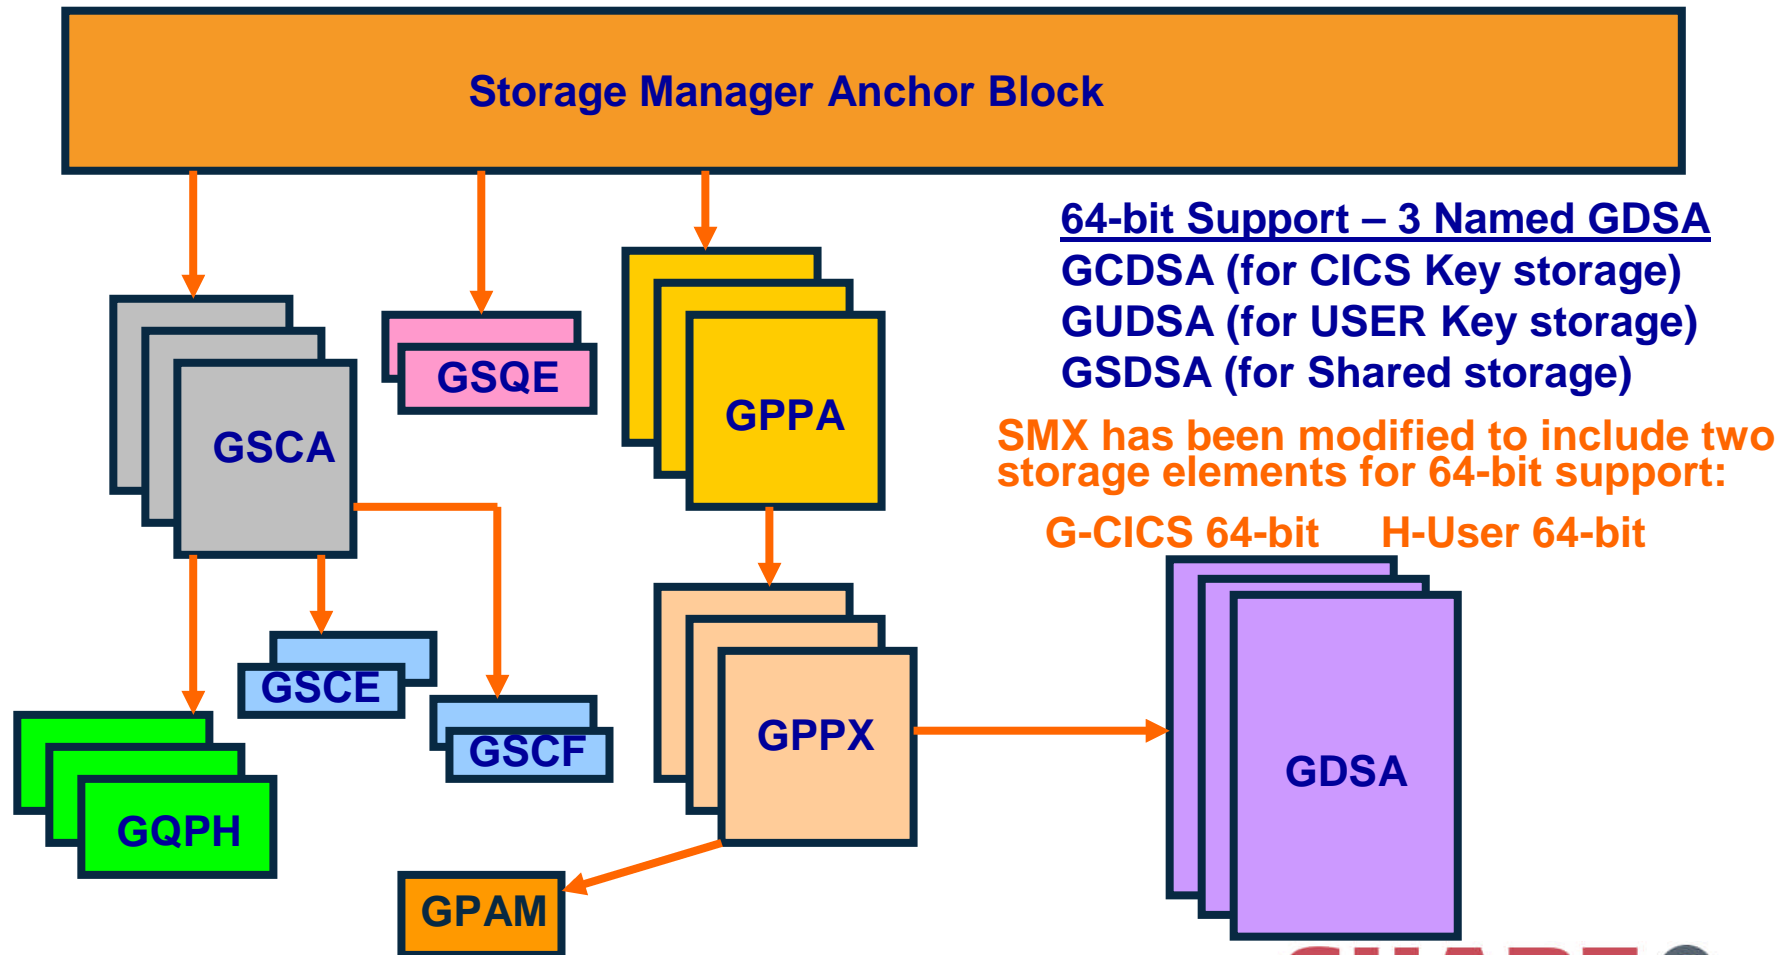 Storage Manager Anchor Block
64-bit Support – 3 Named GDSA
GCDSA (for CICS Key storage)
GUDSA (for USER Key storage)
GSDSA (for Shared storage)
SMX has been modified to include two
storage elements for 64-bit support:
G-CICS 64-bit H-User 64-bit
GSCA
GSQE
GPPA
GSCE
GSCF
GQPH
GPPX
GDSA
GPAM